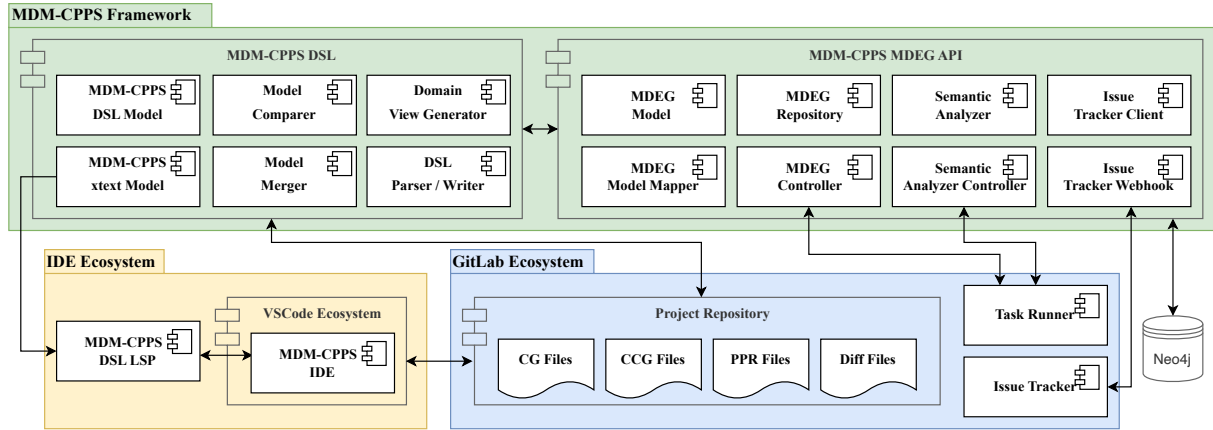 MDM-CPPS Framework
MDM-CPPS DSL
MDM-CPPS
DSL Model
Model
Comparer
Domain
View Generator
MDM-CPPS
xtext Model
Model
Merger
DSL
Parser / Writer
MDM-CPPS MDEG API
MDEG
Model
MDEG
Repository
Semantic
Analyzer
Issue
Tracker Client
MDEG
Model Mapper
MDEG
Controller
Semantic
Analyzer Controller
Issue
Tracker Webhook
IDE Ecosystem
MDM-CPPS
DSL LSP
VSCode Ecosystem
MDM-CPPS
IDE
GitLab Ecosystem
Project Repository
CG Files
CCG Files
PPR Files
Diff Files
Task Runner
Issue Tracker
Neo4j